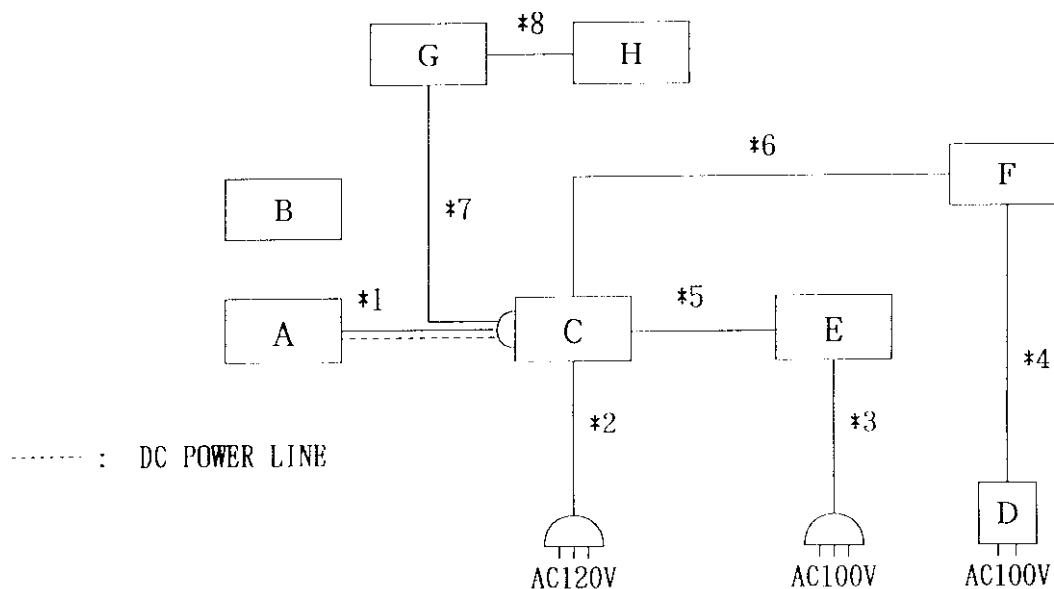 *8
G
H
*6
F
B
*7
*1
*5
A
C
E
*4
*2
*3
-------- : DC POWER LINE
D
AC120V
AC100V
AC100V